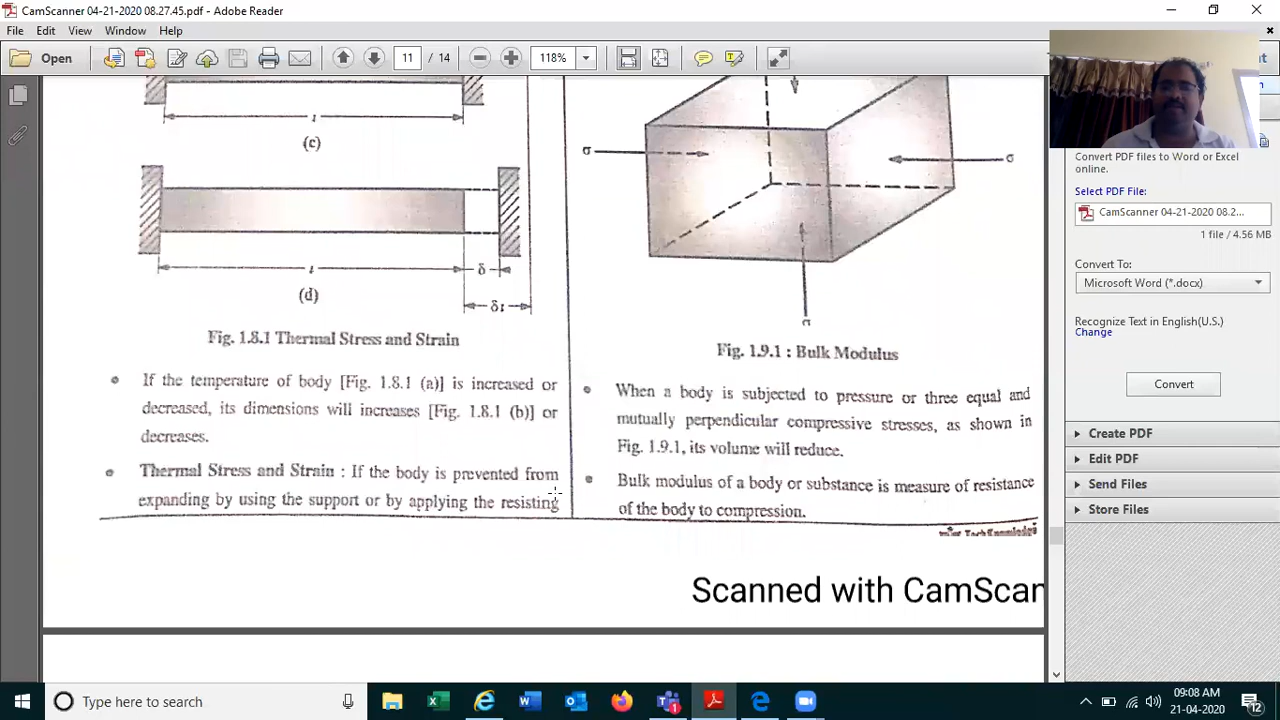 CamScanner 04-21-2020 08.27.45.pdf - Adobe Reader
File Edit View Window Help
Open 11 / 14 118%
(c)
l
(d)
δ
δl
Fig. 1.8.1 Thermal Stress and Strain
If the temperature of body [Fig. 1.8.1 (a)] is increased or
decreased, its dimensions will increases [Fig. 1.8.1 (b)] or
decreases.
Thermal Stress and Strain : If the body is prevented from
expanding by using the support or by applying the resisting
σ
σ
σ
Fig. 1.9.1 : Bulk Modulus
When a body is subjected to pressure or three equal and
mutually perpendicular compressive stresses, as shown in
Fig. 1.9.1, its volume will reduce.
Bulk modulus of a body or substance is measure of resistance
of the body to compression.
Scanned with CamScan
Convert PDF files to Word or Excel
online.
Select PDF File:
CamScanner 04-21-2020 08.2...
1 file / 4.56 MB
Convert To:
Microsoft Word (*.docx)
Recognize Text in English(U.S.)
Change
Convert
Create PDF
Edit PDF
Send Files
Store Files
Type here to search
09:08 AM
21-04-2020
12